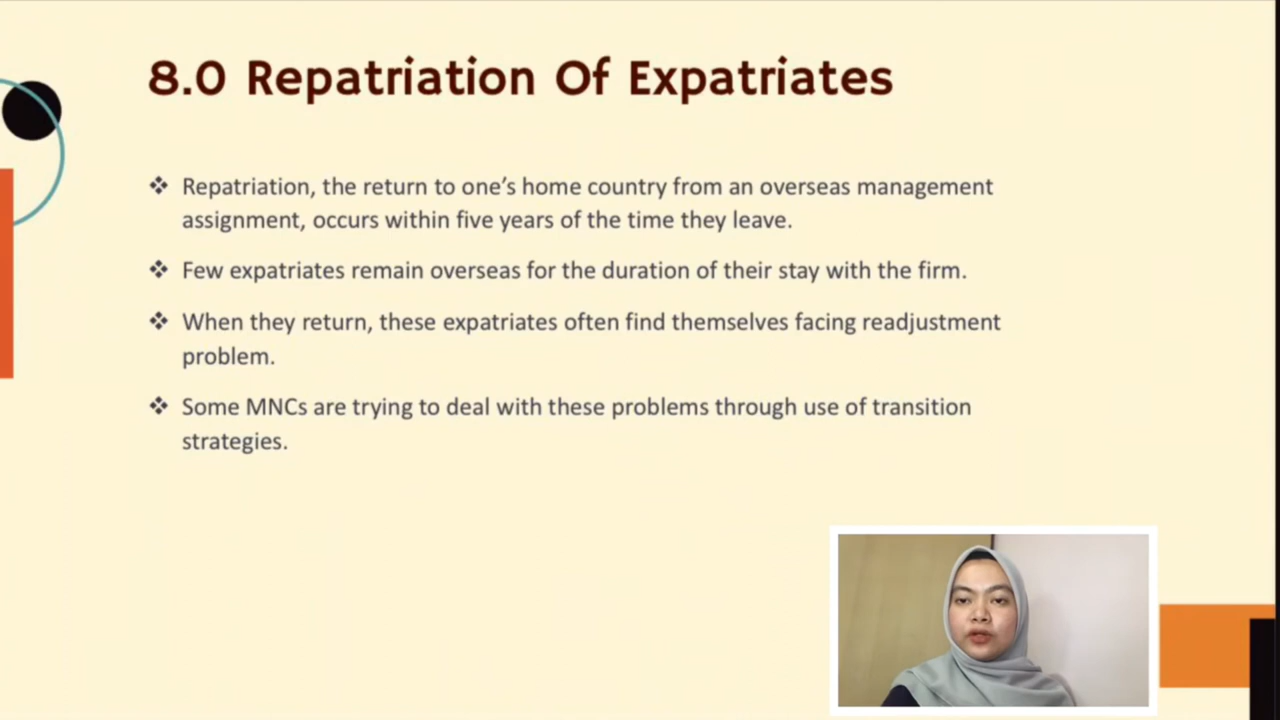 8.0 Repatriation Of Expatriates
❖ Repatriation, the return to one’s home country from an overseas management
assignment, occurs within five years of the time they leave.
❖ Few expatriates remain overseas for the duration of their stay with the firm.
❖ When they return, these expatriates often find themselves facing readjustment
problem.
❖ Some MNCs are trying to deal with these problems through use of transition
strategies.